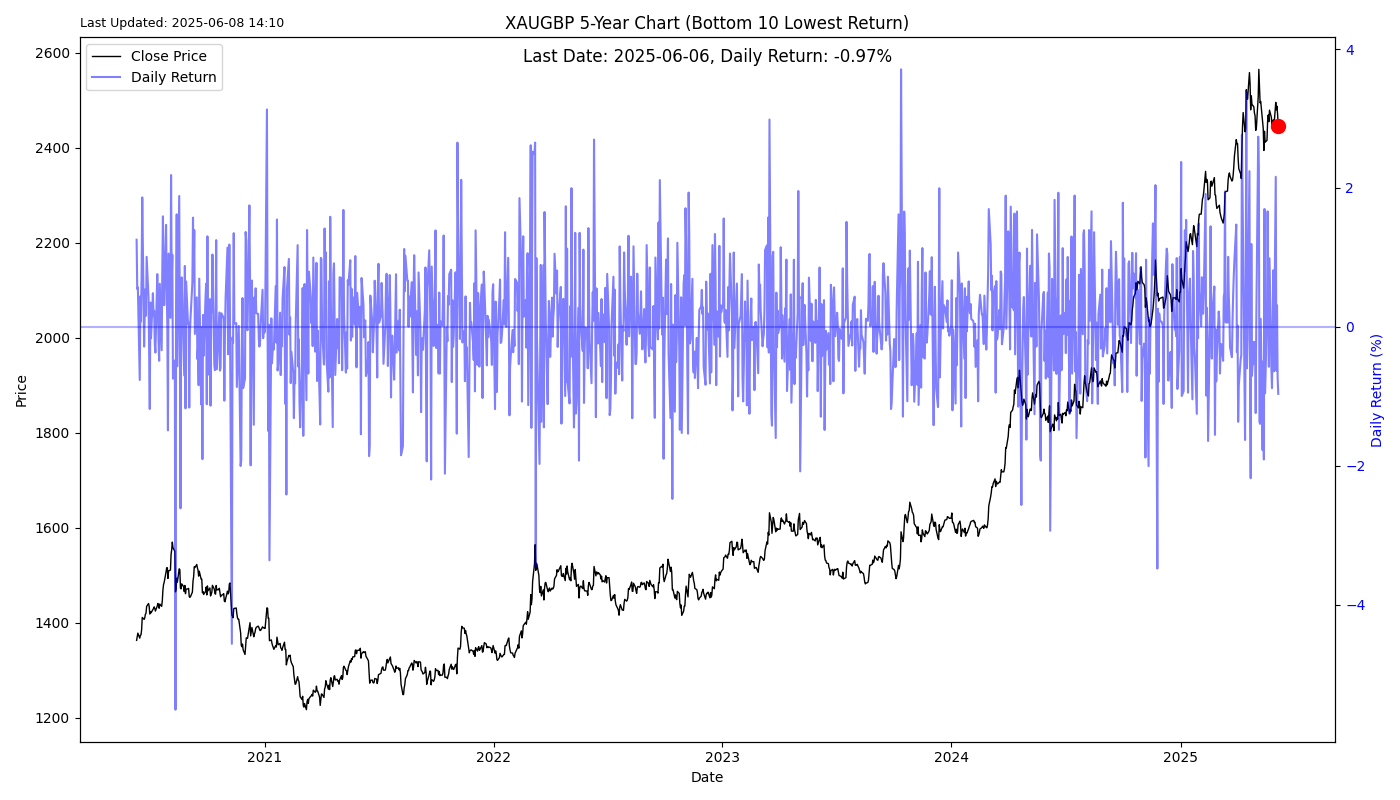 Last Updated: 2025-06-08 14:10
XAUGBP 5-Year Chart (Bottom 10 Lowest Return)
Last Date: 2025-06-06, Daily Return: -0.97%
Close Price
Daily Return
Price
2600
2400
2200
2000
1800
1600
1400
1200
4
2
0
−2
−4
Daily Return (%)
2021
2022
2023
2024
2025
Date